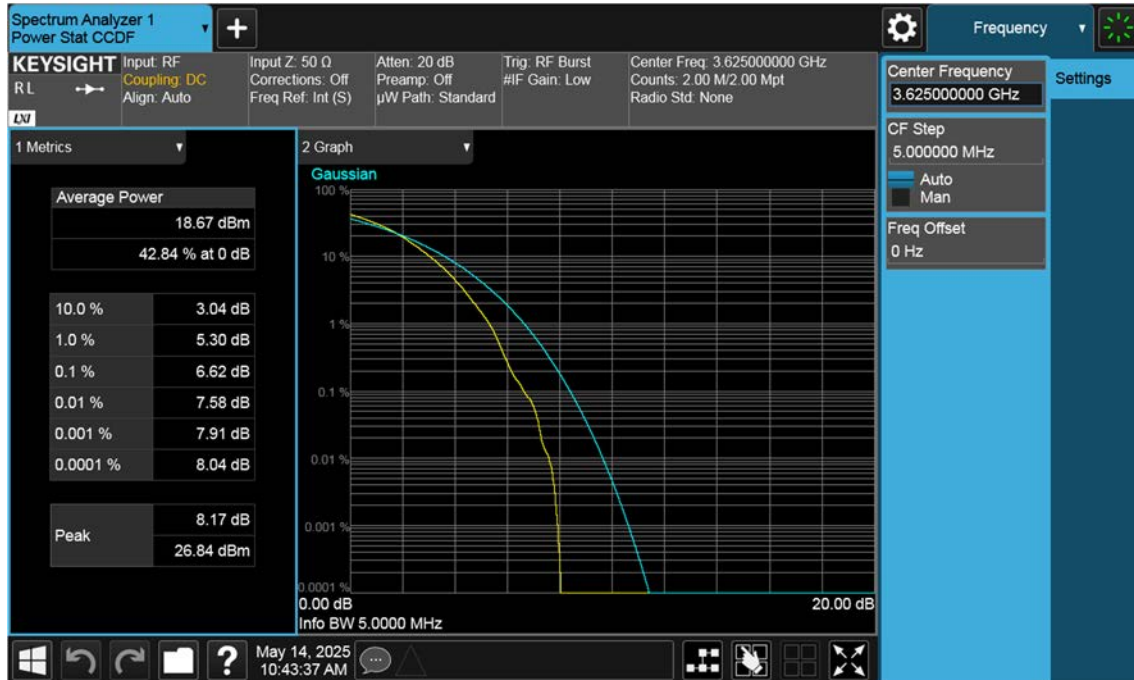 Spectrum Analyzer 1
Power Stat CCDF
Frequency
KEYSIGHT
RL
LXI
Input: RF
Coupling: DC
Align: Auto
Input Z: 50 Ω
Corrections: Off
Freq Ref: Int (S)
Atten: 20 dB
Preamp: Off
µW Path: Standard
Trig: RF Burst
#IF Gain: Low
Center Freq: 3.625000000 GHz
Counts: 2.00 M/2.00 Mpt
Radio Std: None
Center Frequency
3.625000000 GHz
Settings
CF Step
5.000000 MHz
Auto
Man
Freq Offset
0 Hz
1 Metrics
Average Power
18.67 dBm
42.84 % at 0 dB
10.0 % 3.04 dB
1.0 % 5.30 dB
0.1 % 6.62 dB
0.01 % 7.58 dB
0.001 % 7.91 dB
0.0001 % 8.04 dB
Peak
8.17 dB
26.84 dBm
2 Graph
Gaussian
100 %
10 %
1 %
0.1 %
0.01 %
0.001 %
0.0001 %
0.00 dB 20.00 dB
Info BW 5.0000 MHz
?
May 14, 2025
10:43:37 AM